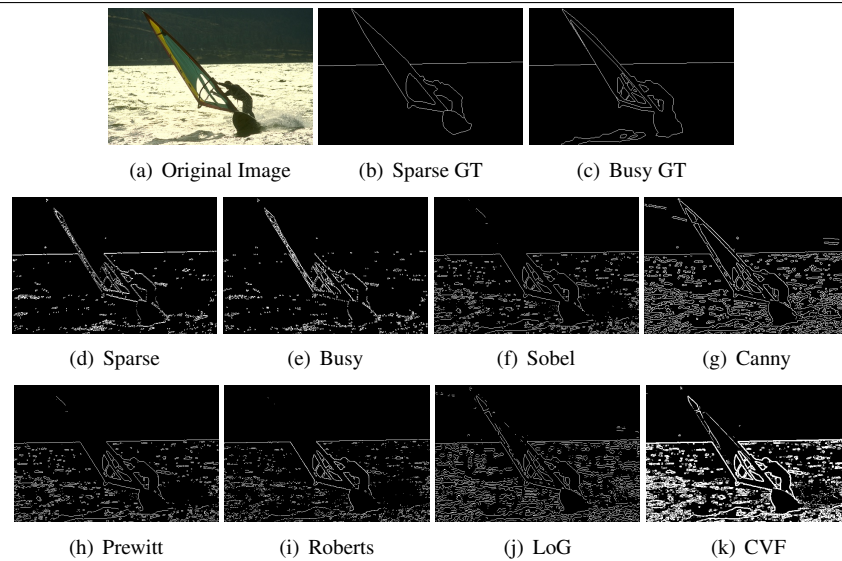 (a) Original Image (b) Sparse GT (c) Busy GT
(d) Sparse (e) Busy (f) Sobel (g) Canny
(h) Prewitt (i) Roberts (j) LoG (k) CVF